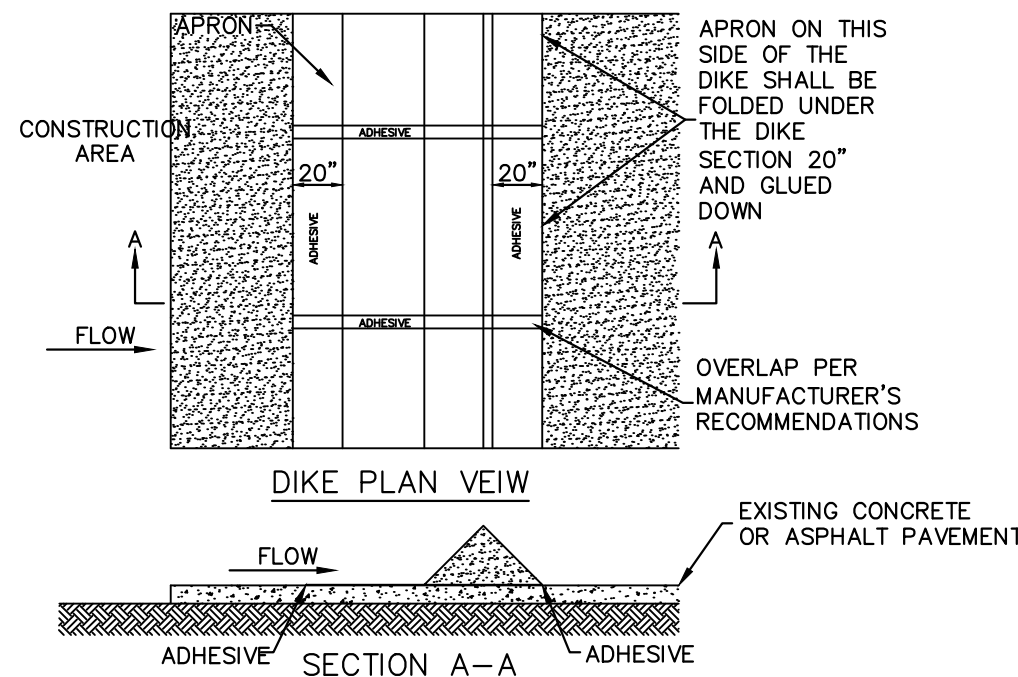 APRON
CONSTRUCTION
AREA
ADHESIVE
20"
20"
ADHESIVE
ADHESIVE
A
A
ADHESIVE
FLOW
APRON ON THIS
SIDE OF THE
DIKE SHALL BE
FOLDED UNDER
THE DIKE
SECTION 20"
AND GLUED
DOWN
OVERLAP PER
MANUFACTURER'S
RECOMMENDATIONS
DIKE PLAN VEIW
FLOW
EXISTING CONCRETE
OR ASPHALT PAVEMENT
ADHESIVE
ADHESIVE
SECTION A-A